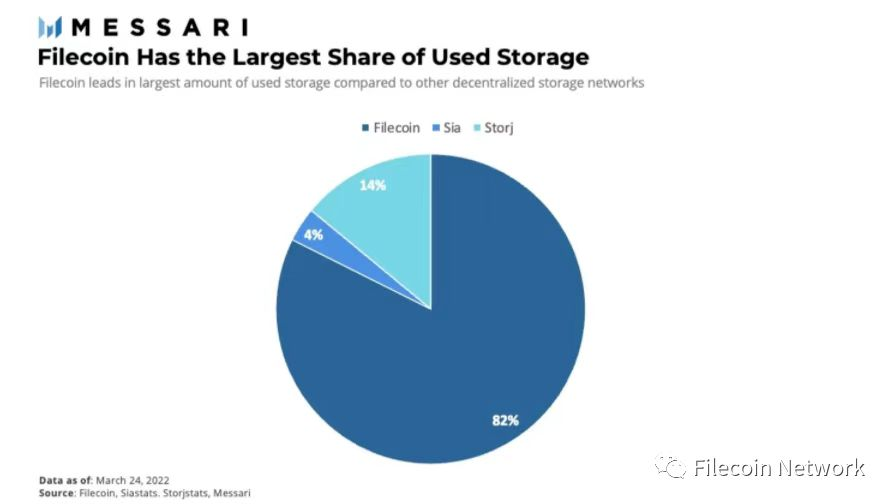 MESSARI
Filecoin Has the Largest Share of Used Storage
Filecoin leads in largest amount of used storage compared to other decentralized storage networks
Filecoin Sia Storj
14%
4%
82%
Filecoin Network
Data as of: March 24, 2022
Source: Filecoin, Siastats. Storjstats, Messari